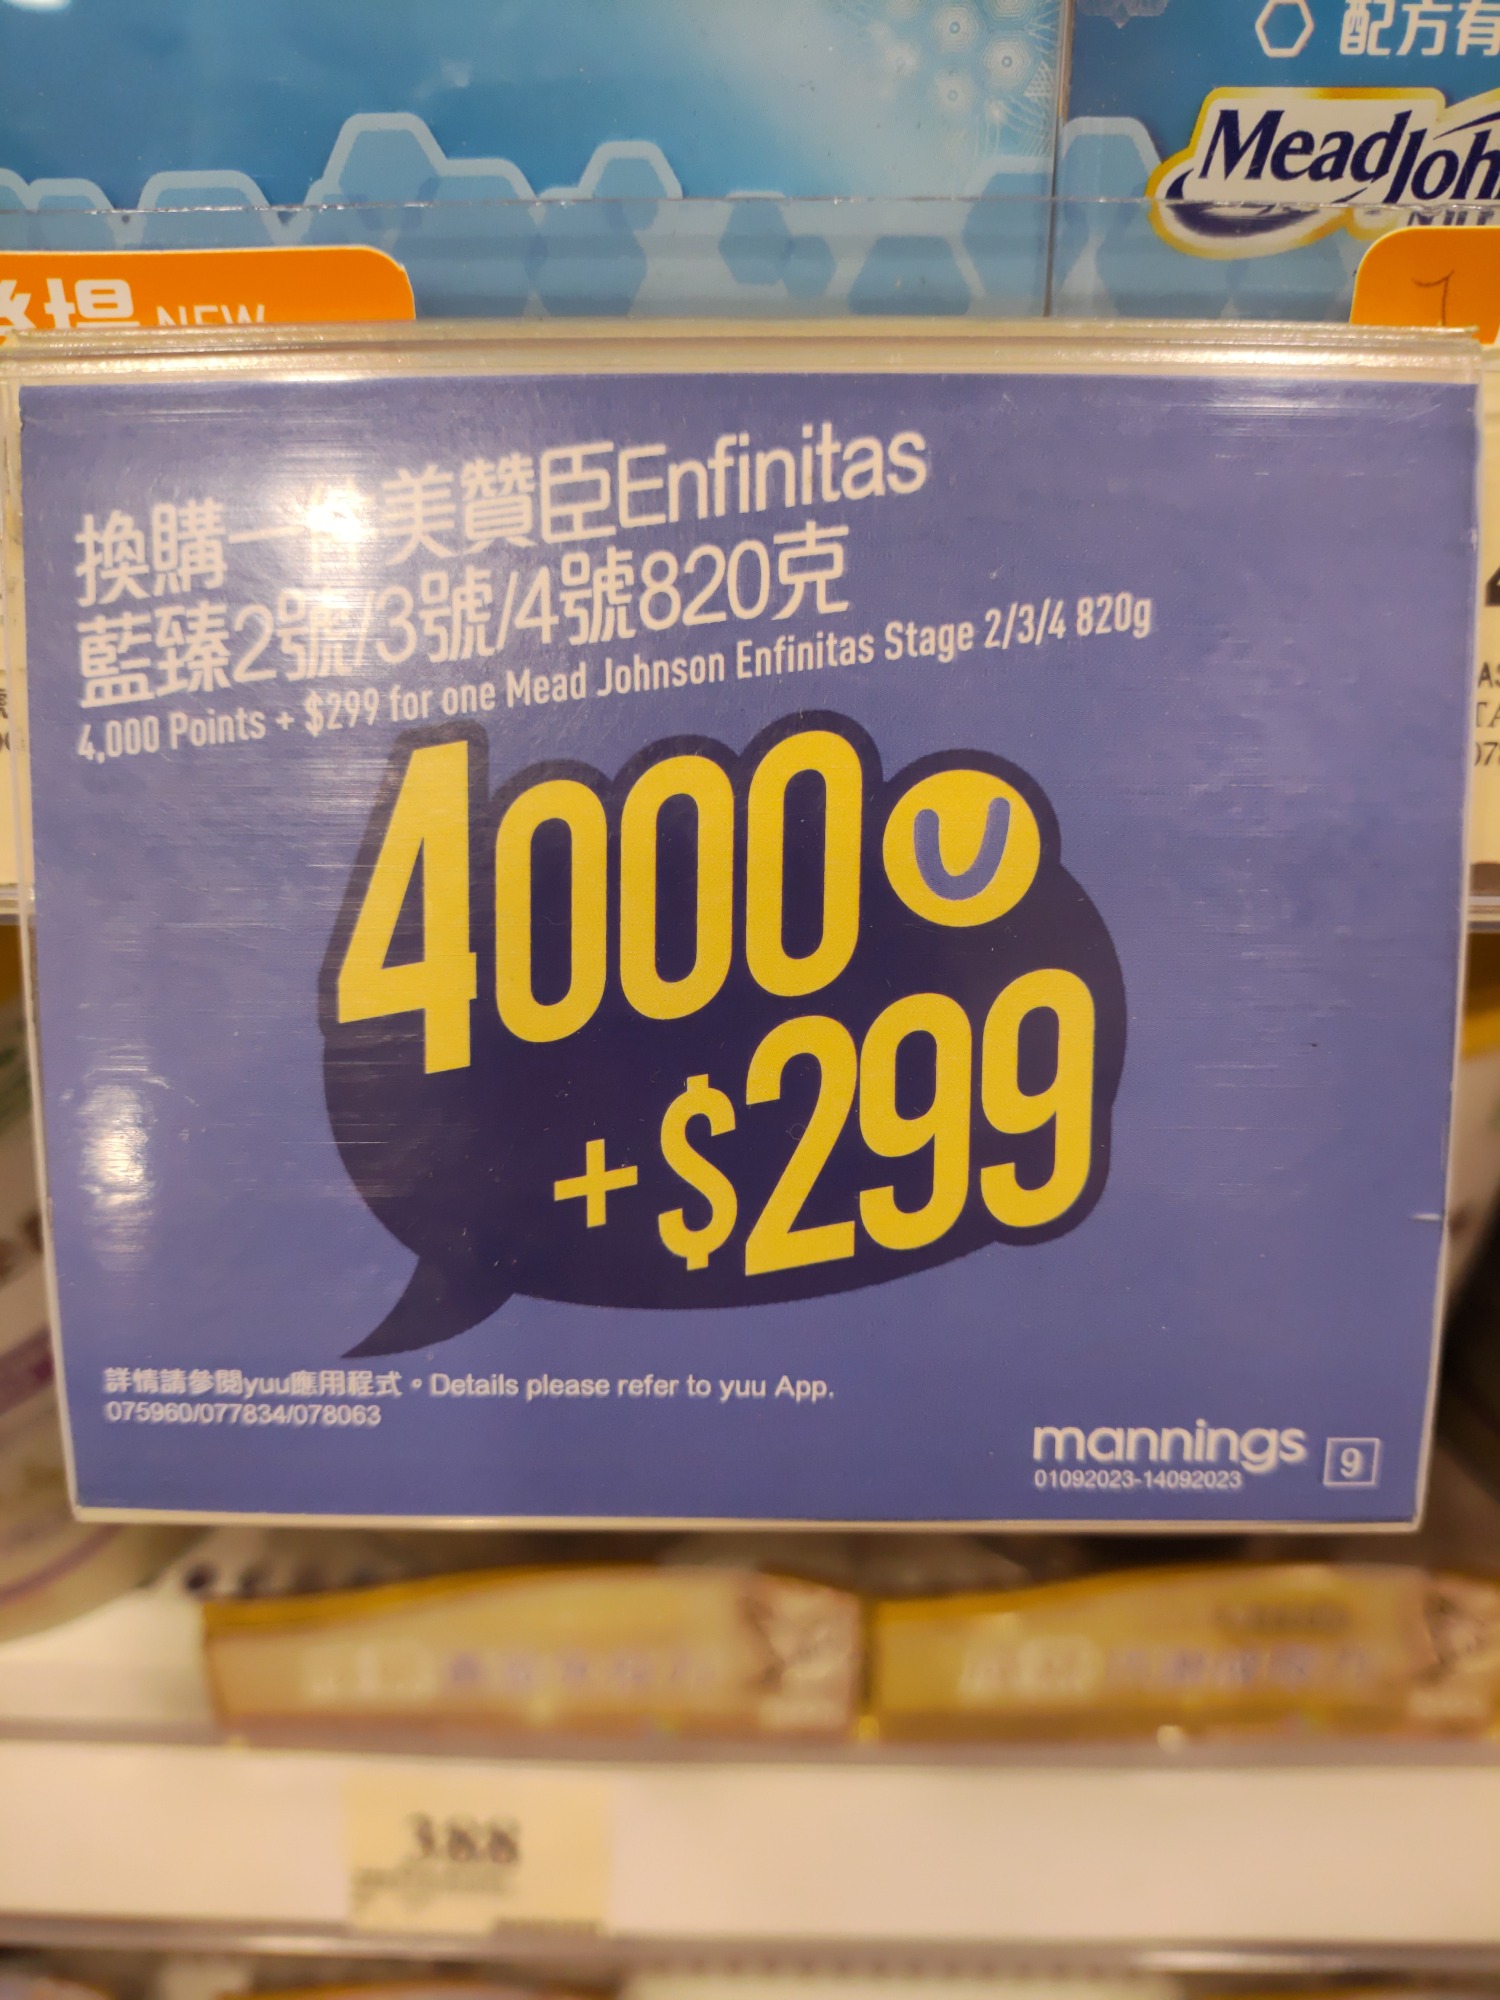 配方有
MeadJoh
NEW
1
換購一 美贊臣Enfinitas
藍臻2號/3號/4號820克
4,000 Points + $299 for one Mead Johnson Enfinitas Stage 2/3/4 820g
4000 U
+$299
詳情請參閱yuu應用程式。Details please refer to yuu App.
075960/077834/078063
mannings
01092023-14092023
9
388